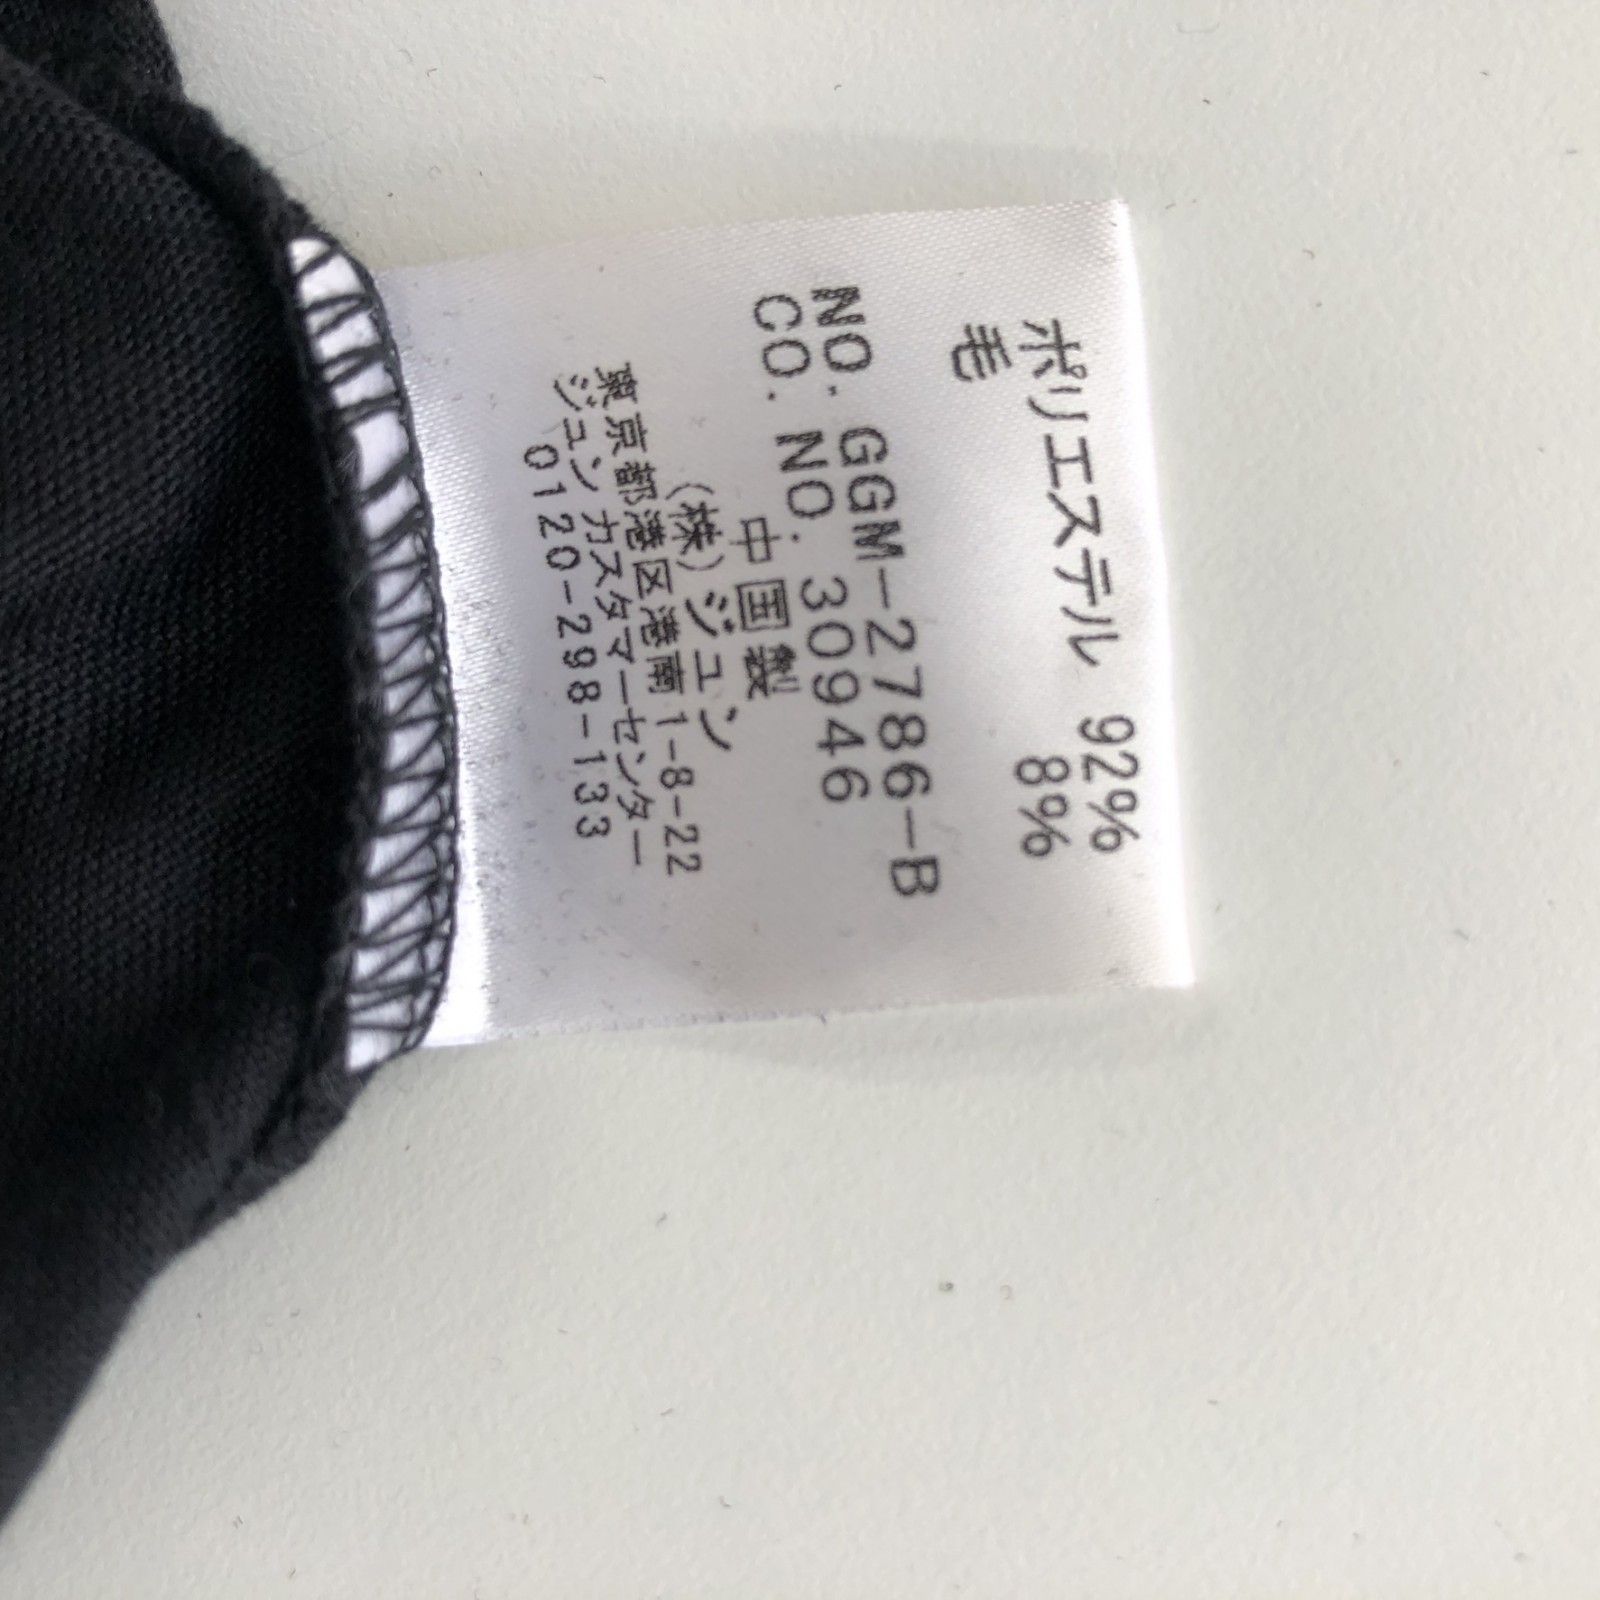 ポリエステル 92%
毛 8%
NO. GGM-2786-B
CO. NO. 30946
中国製
(株)ジュン
東京都港区港南1-8-22
ジュン カスタマーセンター
0120-298-133